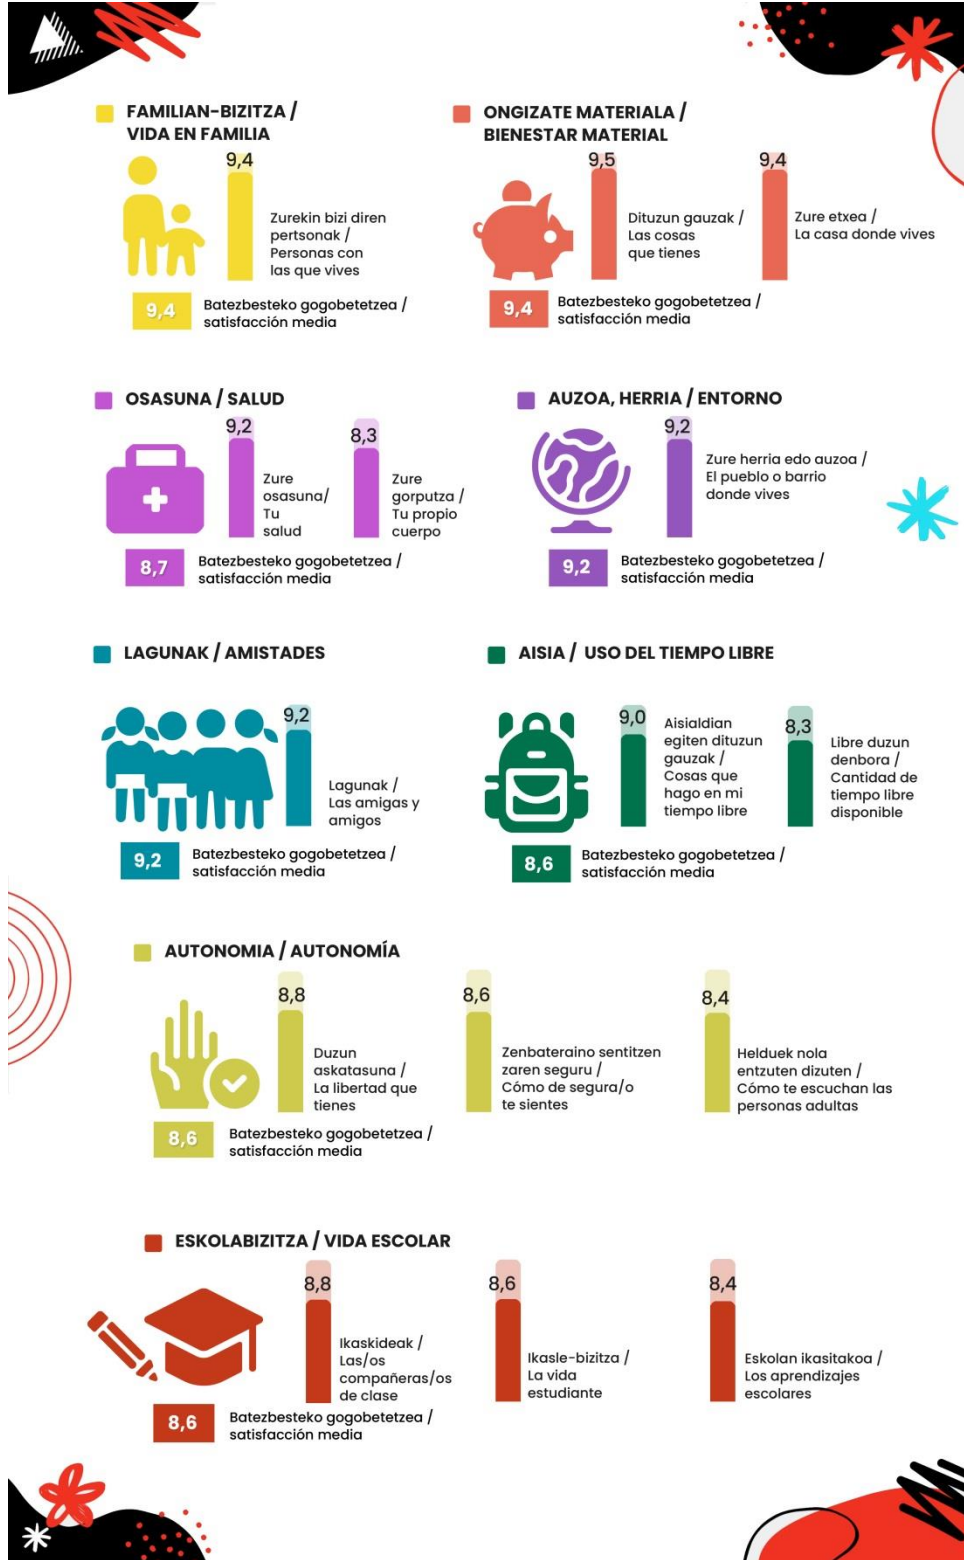 FAMILIAN-BIZITZA /
VIDA EN FAMILIA
9,4
Zurekin bizi diren
pertsonak /
Personas con
las que vives
9,4
Batezbesteko gogobetetzea /
satisfacción media
ONGIZATE MATERIALA /
BIENESTAR MATERIAL
9,5
Dituzun gauzak /
Las cosas
que tienes
9,4
Zure etxea /
La casa donde vives
9,4
Batezbesteko gogobetetzea /
satisfacción media
OSASUNA / SALUD
9,2
Zure
osasuna/
Tu
salud
8,3
Zure
gorputza /
Tu propio
cuerpo
8,7
Batezbesteko gogobetetzea /
satisfacción media
AUZOA, HERRIA / ENTORNO
9,2
Zure herria edo auzoa /
El pueblo o barrio
donde vives
9,2
Batezbesteko gogobetetzea /
satisfacción media
LAGUNAK / AMISTADES
9,2
Lagunak /
Las amigas y
amigos
9,2
Batezbesteko gogobetetzea /
satisfacción media
AISIA / USO DEL TIEMPO LIBRE
9,0
Aisialdian
egiten dituzun
gauzak /
Cosas que
hago en mi
tiempo libre
8,3
Libre duzun
denbora /
Cantidad de
tiempo libre
disponible
8,6
Batezbesteko gogobetetzea /
satisfacción media
AUTONOMIA / AUTONOMÍA
8,8
Duzun
askatasuna /
La libertad que
tienes
8,6
Zenbateraino sentitzen
zaren seguru /
Cómo de segura/o
te sientes
8,4
Helduek nola
entzuten dizuten /
Cómo te escuchan las
personas adultas
8,6
Batezbesteko gogobetetzea /
satisfacción media
ESKOLABIZITZA / VIDA ESCOLAR
8,8
Ikaskideak /
Las/os
compañeras/os
de clase
8,6
Ikasle-bizitza /
La vida
estudiante
8,4
Eskolan ikasitakoa /
Los aprendizajes
escolares
8,6
Batezbesteko gogobetetzea /
satisfacción media